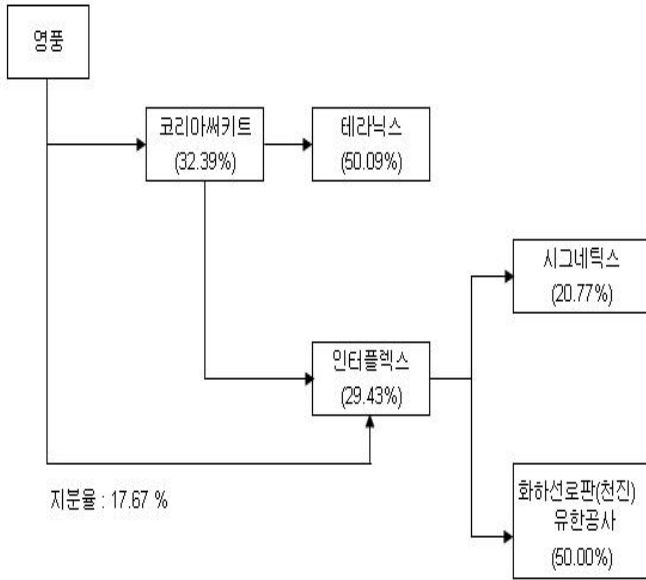 영풍
코리아써키트
(32.39%)
테라닉스
(50.09%)
시그네틱스
(20.77%)
인터플렉스
(29.43%)
지분율 : 17.67 %
화하선로판(천진)
유한공사
(50.00%)